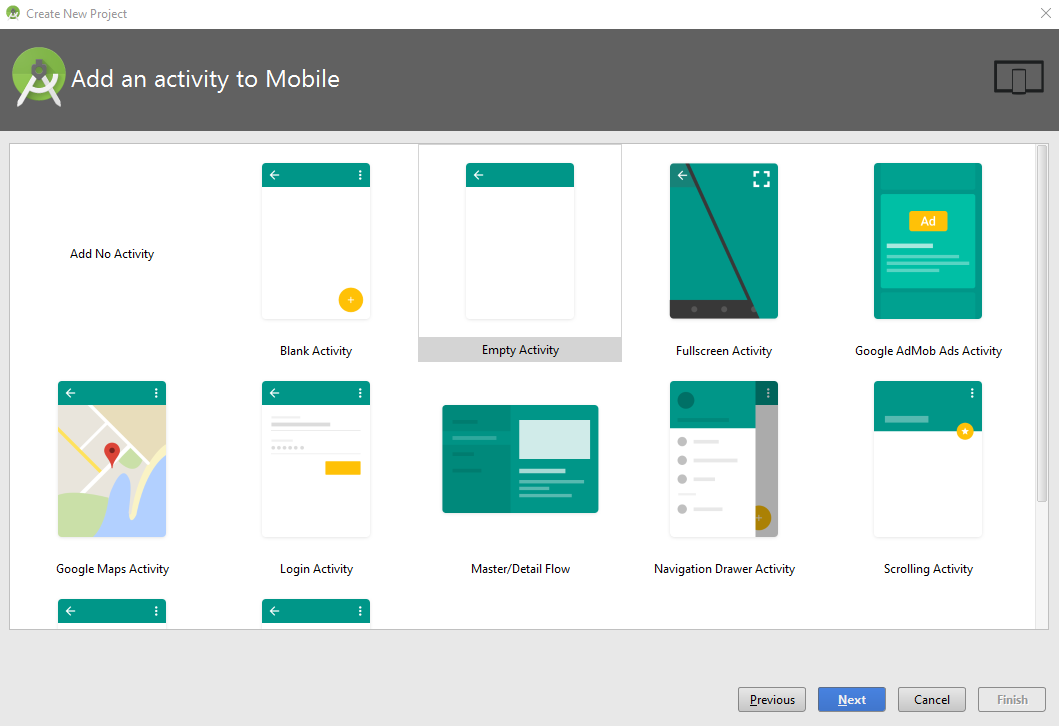 Create New Project
Add an activity to Mobile
Add No Activity
Blank Activity
Empty Activity
Fullscreen Activity
Ad
Google AdMob Ads Activity
Google Maps Activity
Login Activity
Master/Detail Flow
Navigation Drawer Activity
Scrolling Activity
Previous
Next
Cancel
Finish